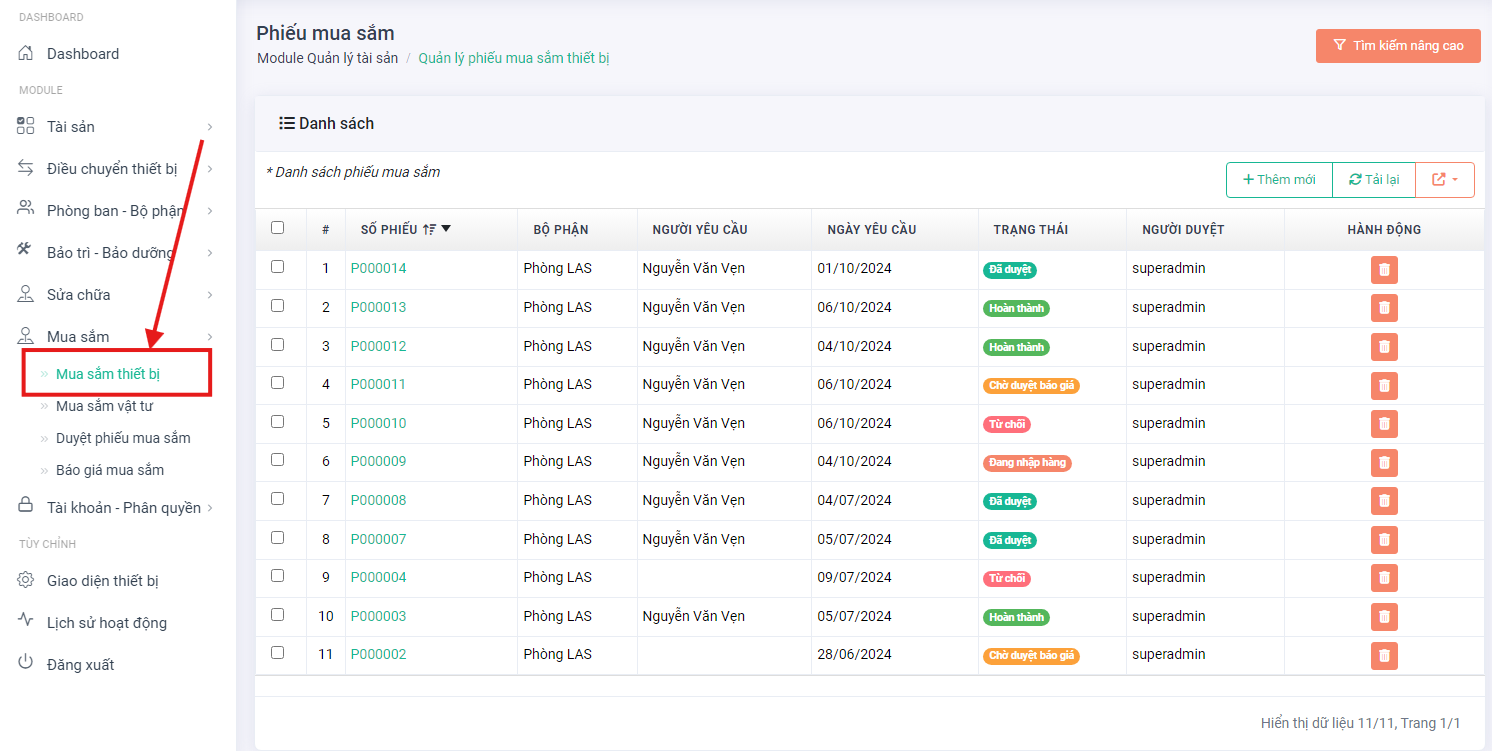 DASHBOARD
Dashboard
MODULE
Tài sản
Điều chuyển thiết bị
Phòng ban - Bộ phận
Bảo trì - Bảo dưỡng
Sửa chữa
Mua sắm
Mua sắm thiết bị
Mua sắm vật tư
Duyệt phiếu mua sắm
Báo giá mua sắm
Tài khoản - Phân quyền
TÙY CHỈNH
Giao diện thiết bị
Lịch sử hoạt động
Đăng xuất
Phiếu mua sắm
Module Quản lý tài sản / Quản lý phiếu mua sắm thiết bị
Tìm kiếm nâng cao
Danh sách
* Danh sách phiếu mua sắm
Thêm mới Tải lại
# SỐ PHIẾU BỘ PHẬN NGƯỜI YÊU CẦU NGÀY YÊU CẦU TRẠNG THÁI NGƯỜI DUYỆT HÀNH ĐỘNG
1 P000014 Phòng LAS Nguyễn Văn Vẹn 01/10/2024 Đã duyệt superadmin
2 P000013 Phòng LAS Nguyễn Văn Vẹn 06/10/2024 Hoàn thành superadmin
3 P000012 Phòng LAS Nguyễn Văn Vẹn 04/10/2024 Hoàn thành superadmin
4 P000011 Phòng LAS Nguyễn Văn Vẹn 06/10/2024 Chờ duyệt báo giá superadmin
5 P000010 Phòng LAS Nguyễn Văn Vẹn 06/10/2024 Từ chối superadmin
6 P000009 Phòng LAS Nguyễn Văn Vẹn 04/10/2024 Đang nhập hàng superadmin
7 P000008 Phòng LAS Nguyễn Văn Vẹn 04/07/2024 Đã duyệt superadmin
8 P000007 Phòng LAS Nguyễn Văn Vẹn 05/07/2024 Đã duyệt superadmin
9 P000004 Phòng LAS 09/07/2024 Từ chối superadmin
10 P000003 Phòng LAS Nguyễn Văn Vẹn 05/07/2024 Hoàn thành superadmin
11 P000002 Phòng LAS 28/06/2024 Chờ duyệt báo giá superadmin
Hiển thị dữ liệu 11/11, Trang 1/1